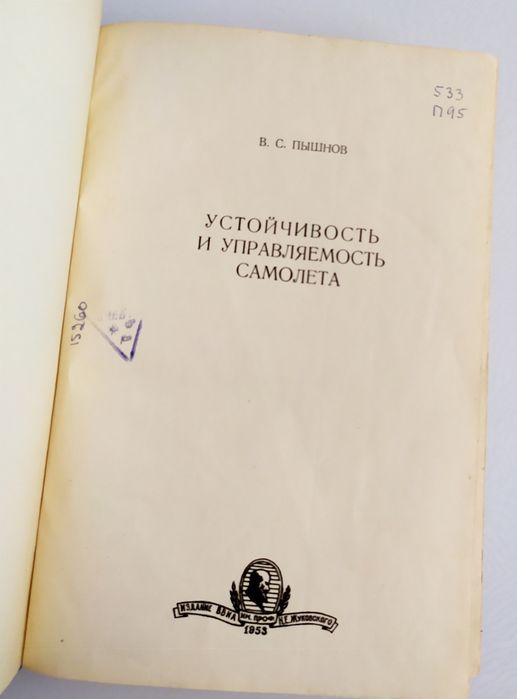 533
П95
В. С. ПЫШНОВ
УСТОЙЧИВОСТЬ
И УПРАВЛЯЕМОСТЬ
САМОЛЕТА
15260
ИЗДАНИЕ ВВИА ИМ. ПРОФ. Н.Е. ЖУКОВСКОГО
1953